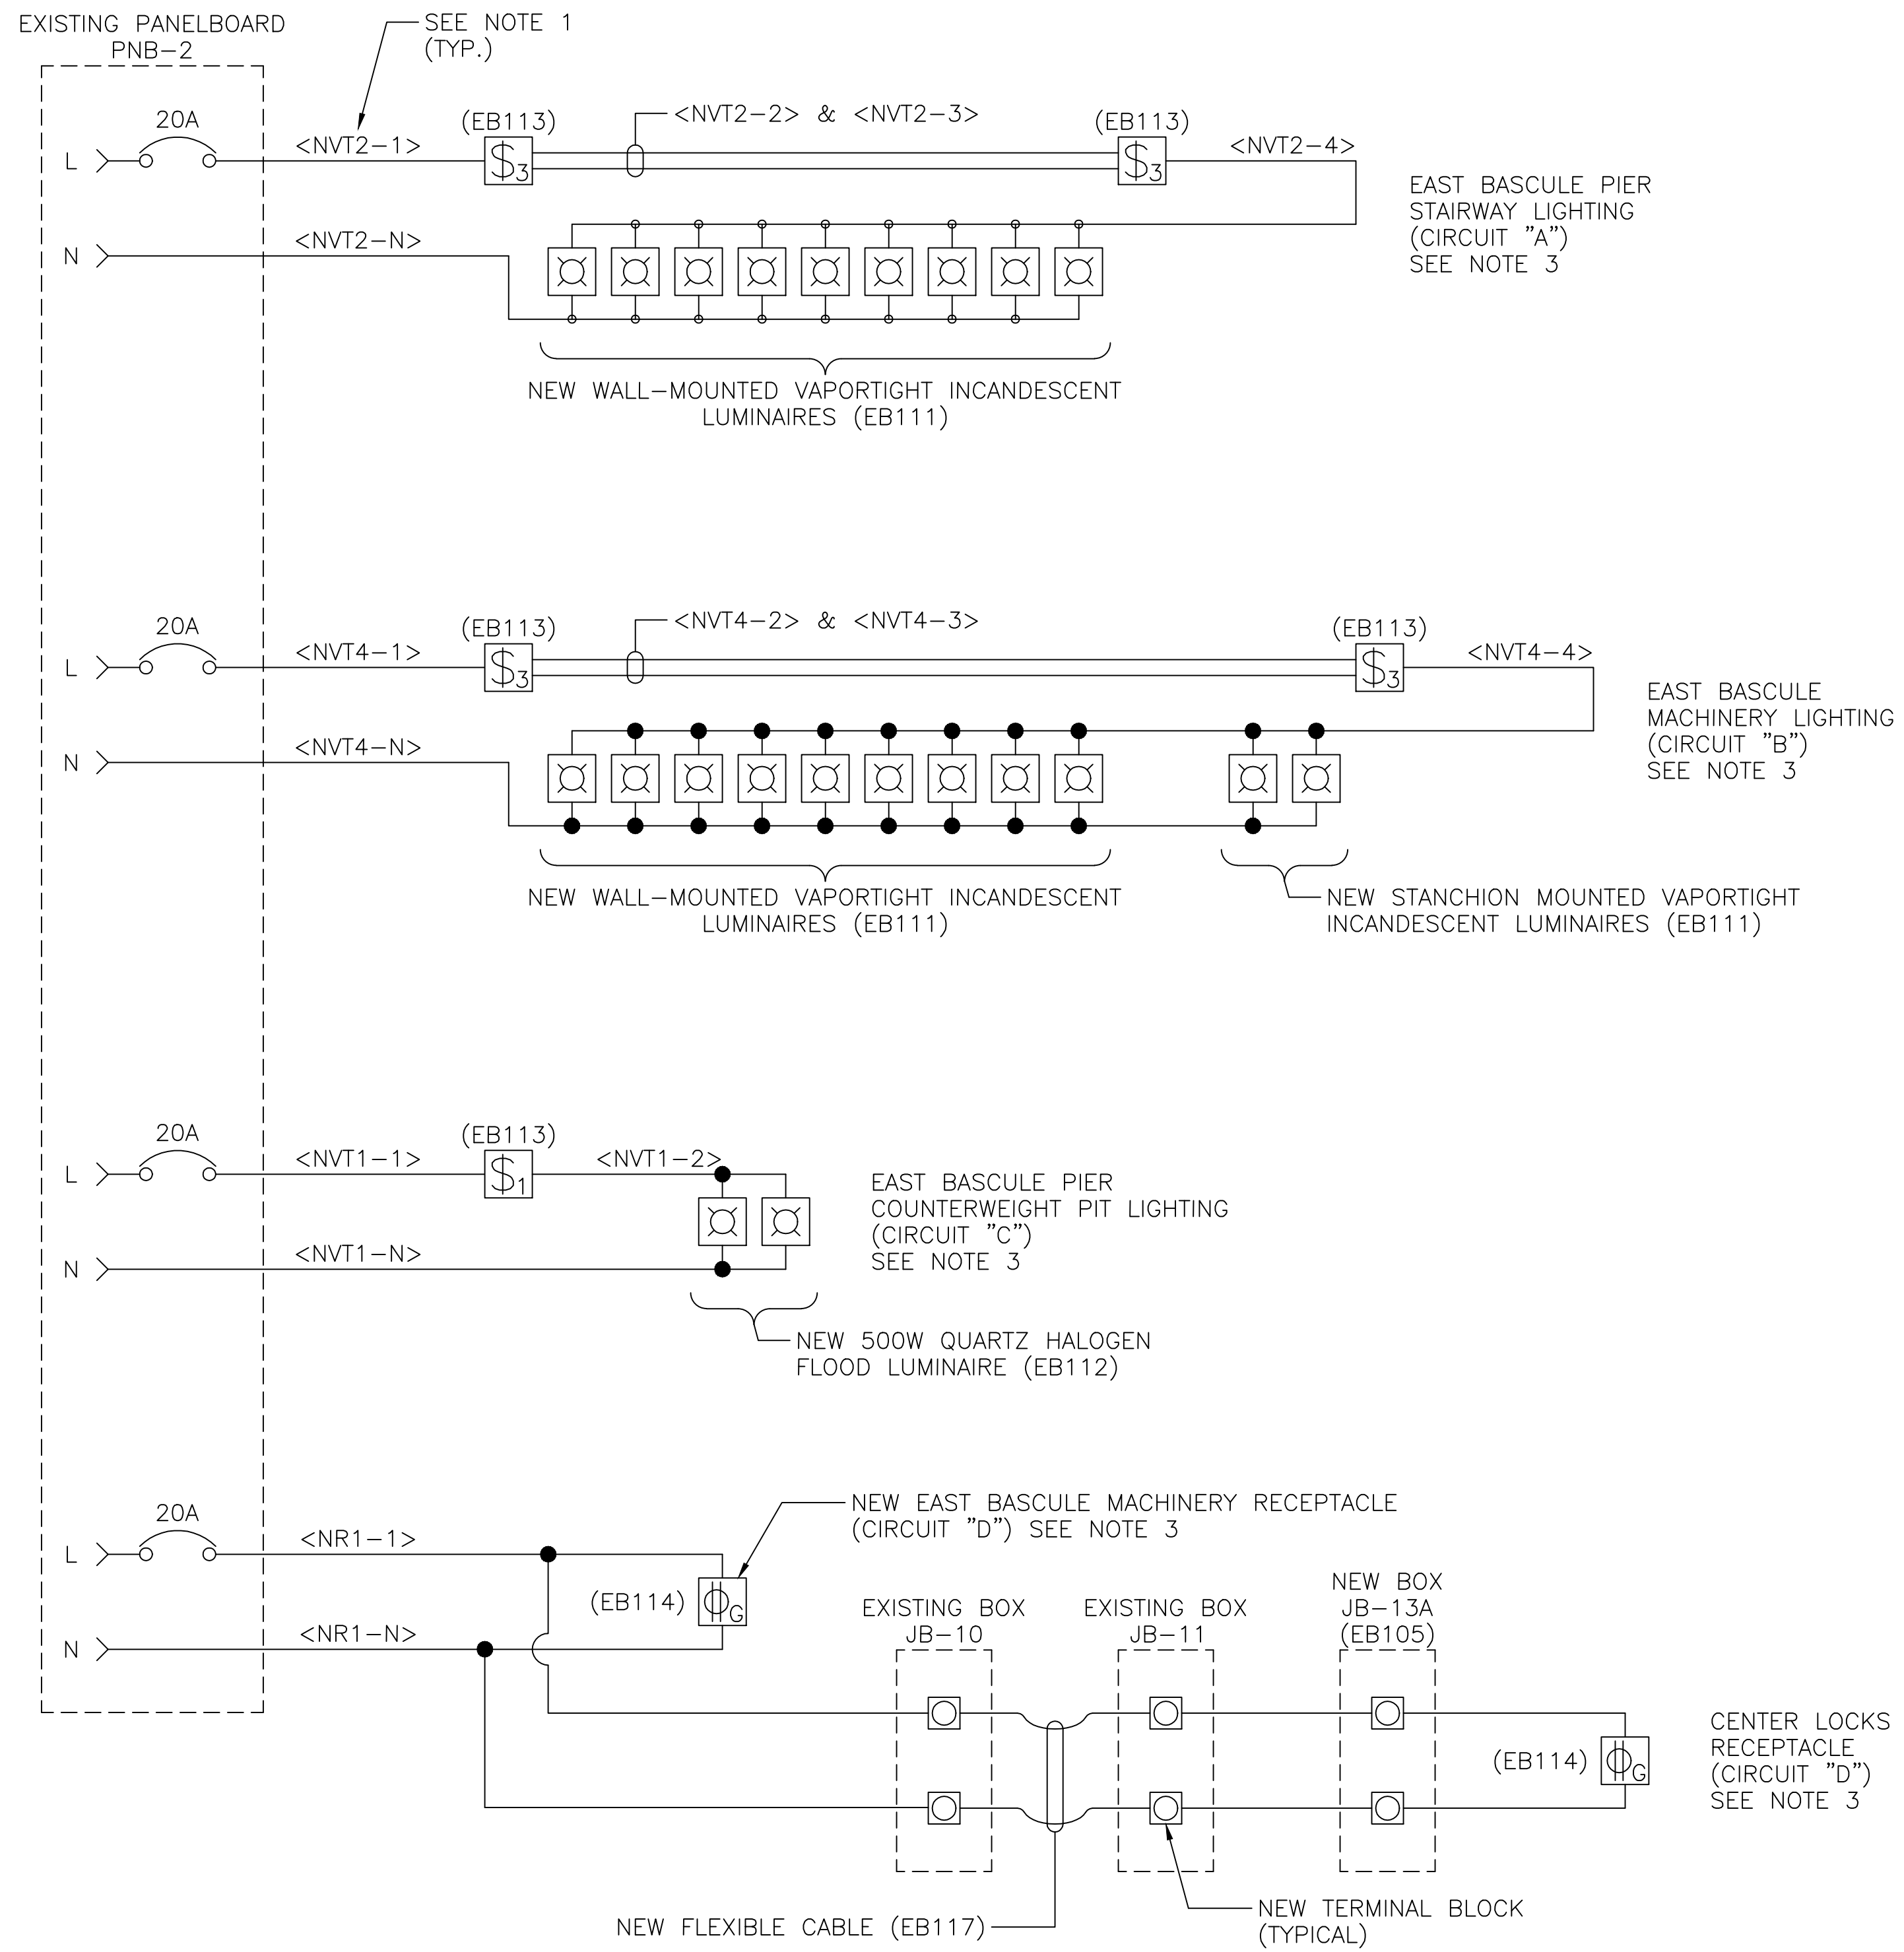 EXISTING PANELBOARD
PNB-2
SEE NOTE 1
(TYP.)
20A
L
<NVT2-1>
(EB113)
$3
<NVT2-2> & <NVT2-3>
(EB113)
$3
<NVT2-4>
N
<NVT2-N>
EAST BASCULE PIER
STAIRWAY LIGHTING
(CIRCUIT "A")
SEE NOTE 3
NEW WALL-MOUNTED VAPORTIGHT INCANDESCENT
LUMINAIRES (EB111)
20A
L
<NVT4-1>
(EB113)
$3
<NVT4-2> & <NVT4-3>
(EB113)
$3
<NVT4-4>
N
<NVT4-N>
EAST BASCULE
MACHINERY LIGHTING
(CIRCUIT "B")
SEE NOTE 3
NEW WALL-MOUNTED VAPORTIGHT INCANDESCENT
LUMINAIRES (EB111)
NEW STANCHION MOUNTED VAPORTIGHT
INCANDESCENT LUMINAIRES (EB111)
20A
L
<NVT1-1>
(EB113)
$1
<NVT1-2>
N
<NVT1-N>
EAST BASCULE PIER
COUNTERWEIGHT PIT LIGHTING
(CIRCUIT "C")
SEE NOTE 3
NEW 500W QUARTZ HALOGEN
FLOOD LUMINAIRE (EB112)
20A
L
<NR1-1>
N
<NR1-N>
NEW EAST BASCULE MACHINERY RECEPTACLE
(CIRCUIT "D") SEE NOTE 3
(EB114)
G
EXISTING BOX
JB-10
EXISTING BOX
JB-11
NEW BOX
JB-13A
(EB105)
(EB114)
G
CENTER LOCKS
RECEPTACLE
(CIRCUIT "D")
SEE NOTE 3
NEW FLEXIBLE CABLE (EB117)
NEW TERMINAL BLOCK
(TYPICAL)